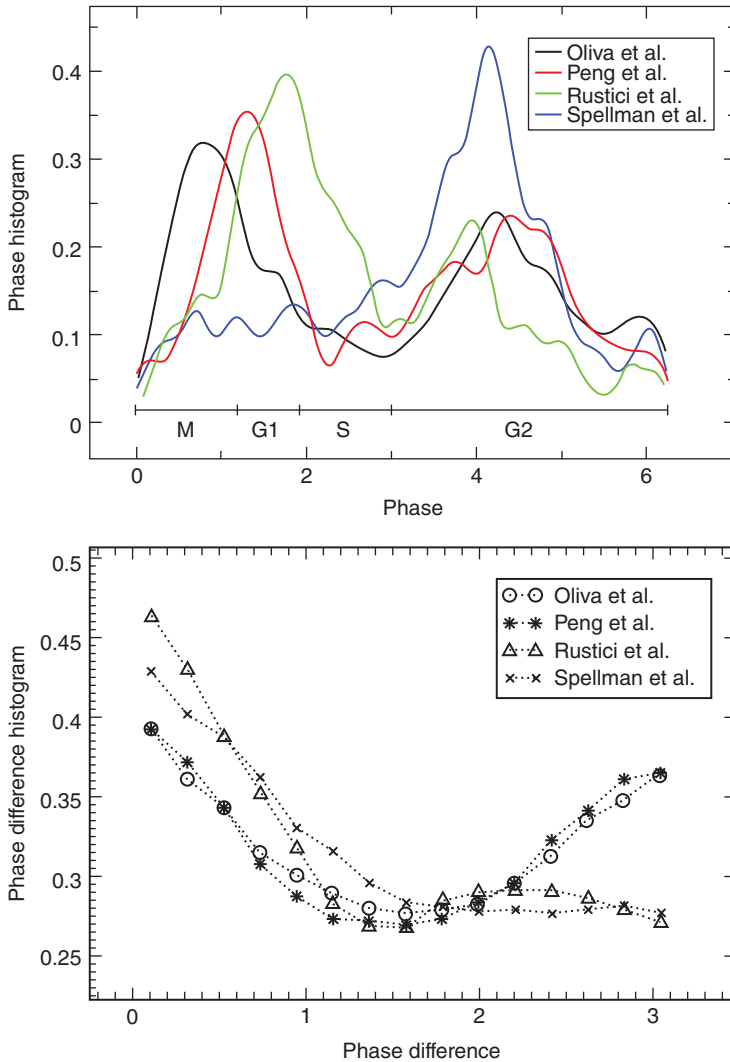 Phase histogram
0.4
0.3
0.2
0.1
0
Oliva et al.
Peng et al.
Rustici et al.
Spellman et al.
M G1 S G2
0 2 4 6
Phase
Phase difference histogram
0.5
0.45
0.4
0.35
0.3
0.25
Oliva et al.
Peng et al.
Rustici et al.
Spellman et al.
0 1 2 3
Phase difference